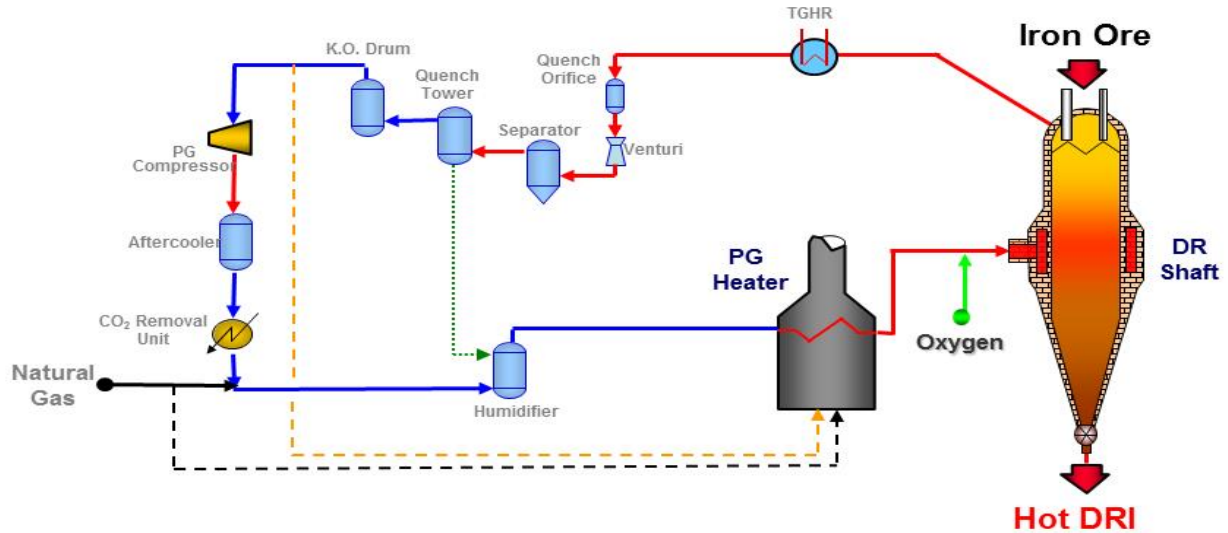 TGHR
Iron Ore
K.O. Drum
Quench
Orifice
Quench
Tower
Separator
Venturi
PG
Compressor
Aftercooler
PG
Heater
DR
Shaft
CO₂ Removal
Unit
Oxygen
Natural
Gas
Humidifier
Hot DRI